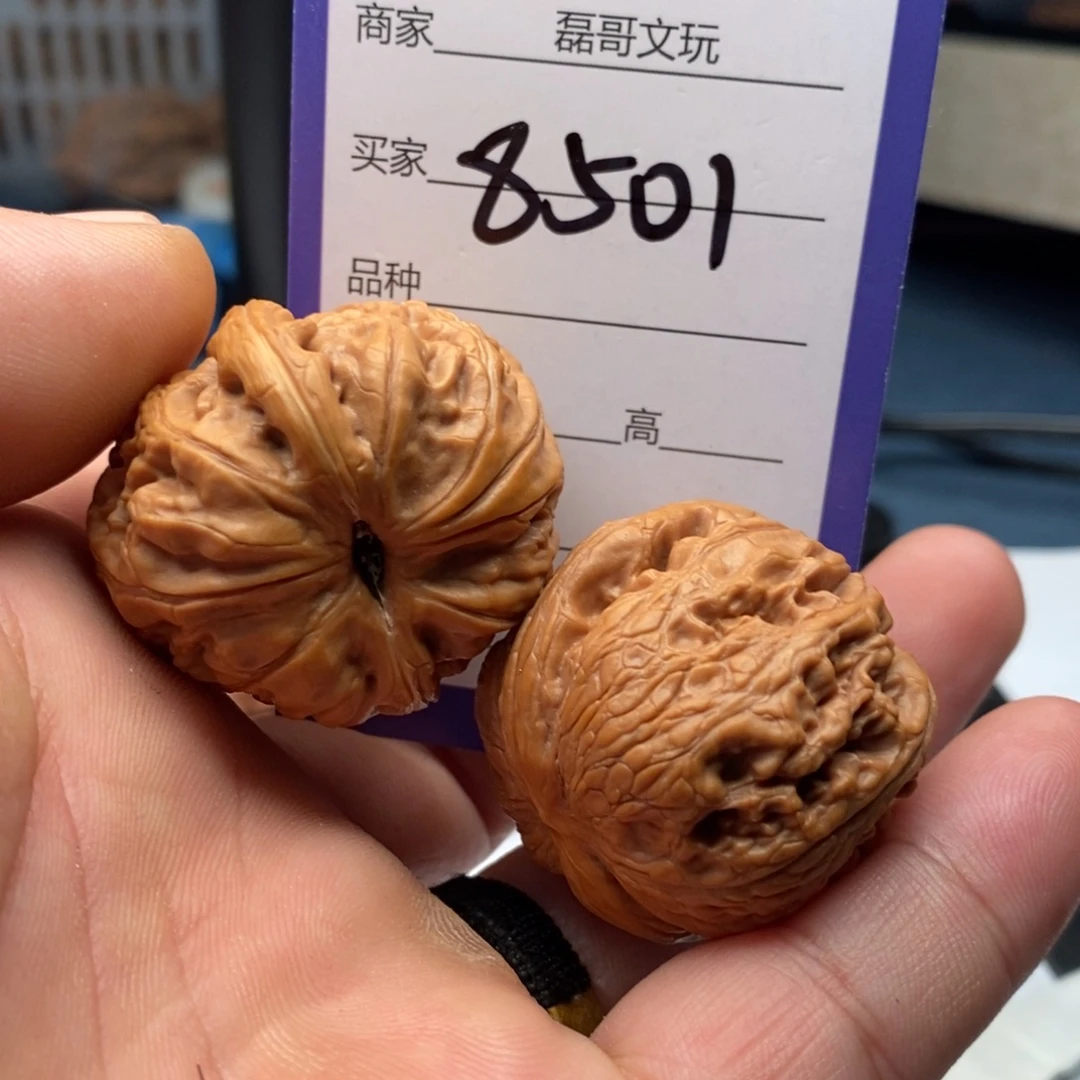 商家 磊哥文玩
买家 8501
品种
高